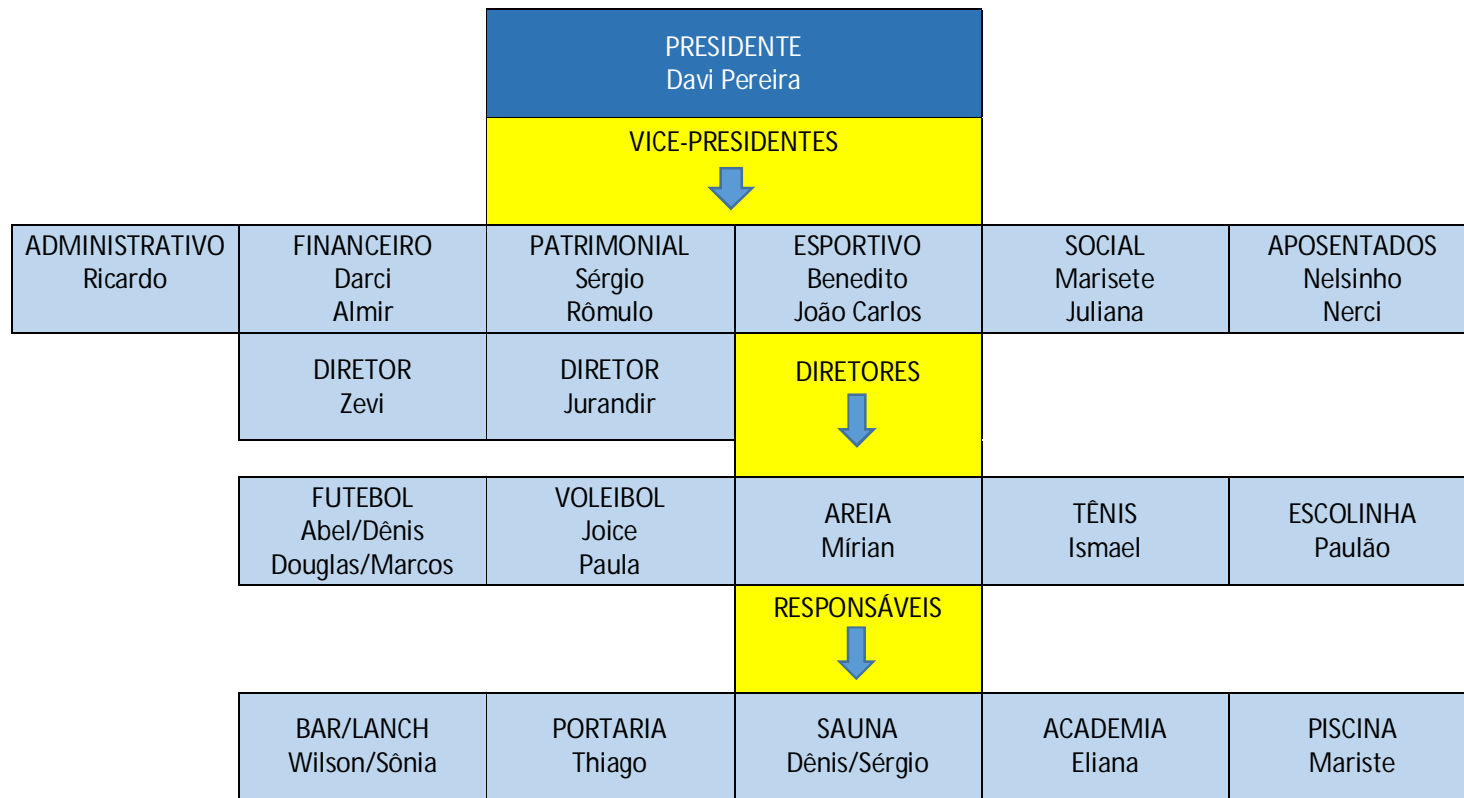 PRESIDENTE
Davi Pereira
VICE-PRESIDENTES
ADMINISTRATIVO
Ricardo
FINANCEIRO
Darci
Almir
PATRIMONIAL
Sérgio
Rômulo
ESPORTIVO
Benedito
João Carlos
SOCIAL
Marisete
Juliana
APOSENTADOS
Nelsinho
Nerci
DIRETOR
Zevi
DIRETOR
Jurandir
DIRETORES
FUTEBOL
Abel/Dênis
Douglas/Marcos
VOLEIBOL
Joice
Paula
AREIA
Mírian
TÊNIS
Ismael
ESCOLINHA
Paulão
RESPONSÁVEIS
BAR/LANCH
Wilson/Sônia
PORTARIA
Thiago
SAUNA
Dênis/Sérgio
ACADEMIA
Eliana
PISCINA
Mariste